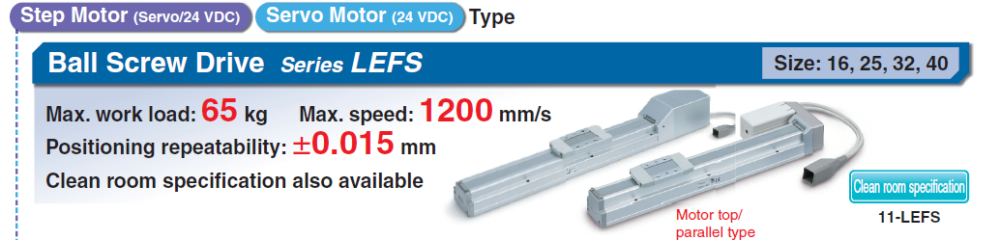 Step Motor (Servo/24 VDC) Servo Motor (24 VDC) Type
Ball Screw Drive Series LEFS Size: 16, 25, 32, 40
Max. work load: 65 kg Max. speed: 1200 mm/s
Positioning repeatability: ±0.015 mm
Clean room specification also available
Clean room specification
11-LEFS
Motor top/
parallel type